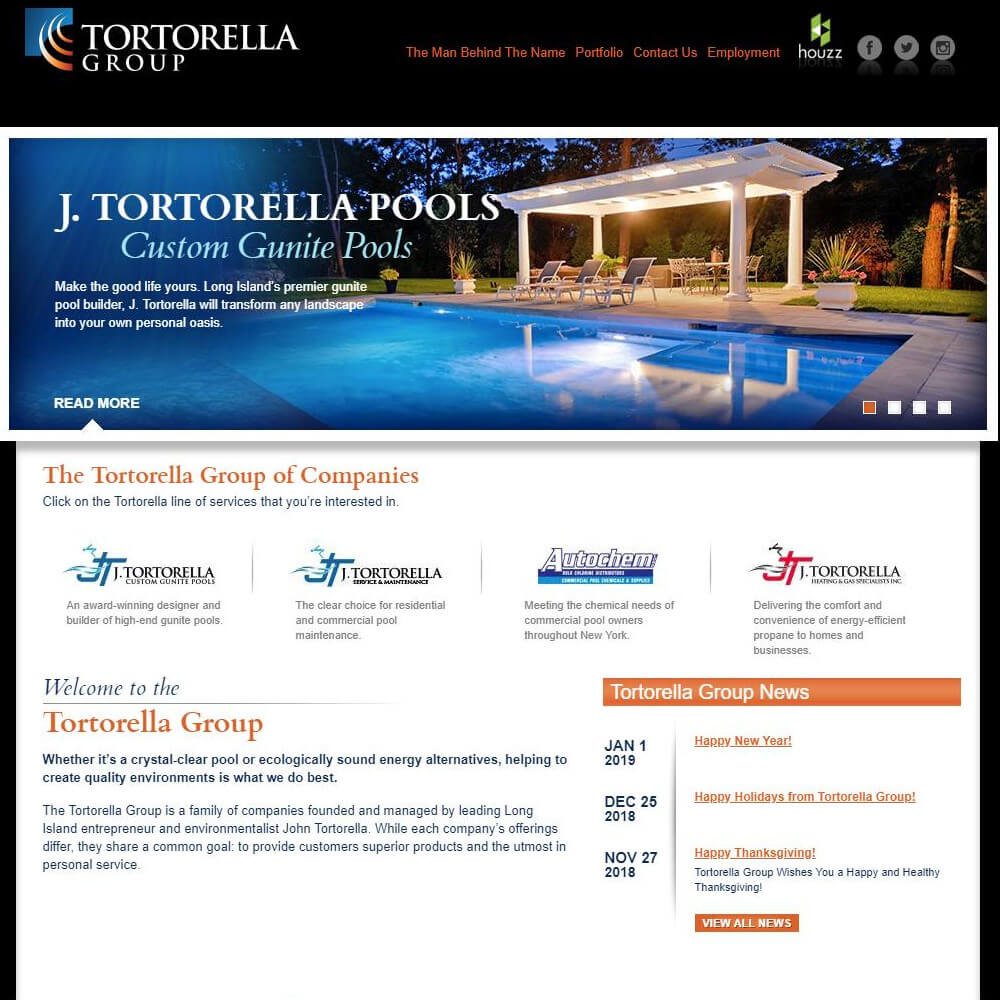 TORTORELLA
GROUP
The Man Behind The Name Portfolio Contact Us Employment
houzz
J. TORTORELLA POOLS
Custom Gunite Pools
Make the good life yours. Long Island's premier gunite
pool builder, J. Tortorella will transform any landscape
into your own personal oasis.
READ MORE
The Tortorella Group of Companies
Click on the Tortorella line of services that you're interested in.
JT J. TORTORELLA
CUSTOM GUNITE POOLS
An award-winning designer and
builder of high-end gunite pools.
JT J. TORTORELLA
SERVICE & MAINTENANCE
The clear choice for residential
and commercial pool
maintenance.
Autochem INC.
BULK CHLORINE DISTRIBUTORS
COMMERCIAL POOL CHEMICALS & SUPPLIES
Meeting the chemical needs of
commercial pool owners
throughout New York.
JT J. TORTORELLA
HEATING & GAS SPECIALISTS INC.
Delivering the comfort and
convenience of energy-efficient
propane to homes and
businesses.
Welcome to the
Tortorella Group
Whether it's a crystal-clear pool or ecologically sound energy alternatives, helping to
create quality environments is what we do best.
The Tortorella Group is a family of companies founded and managed by leading Long
Island entrepreneur and environmentalist John Tortorella. While each company's offerings
differ, they share a common goal: to provide customers superior products and the utmost in
personal service.
Tortorella Group News
JAN 1
2019
Happy New Year!
DEC 25
2018
Happy Holidays from Tortorella Group!
NOV 27
2018
Happy Thanksgiving!
Tortorella Group Wishes You a Happy and Healthy
Thanksgiving!
VIEW ALL NEWS